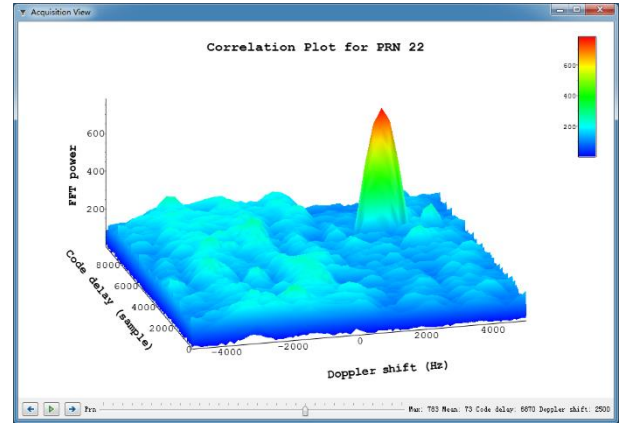 Acquisition View
Correlation Plot for PRN 22
600
400
200
FFT power
600
400
200
Code delay (sample)
8000
6000
4000
2000
0
-4000
-2000
0
2000
4000
Doppler shift (Hz)
Prn
Max: 783 Mean: 73 Code delay: 6870 Doppler shift: 2500